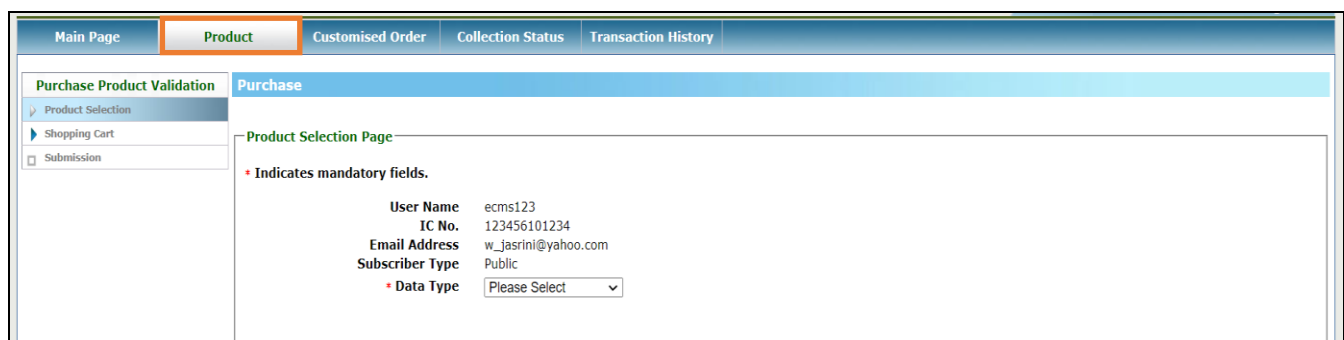 Main Page Product Customised Order Collection Status Transaction History
Purchase Product Validation
Product Selection
Shopping Cart
Submission
Purchase
Product Selection Page
* Indicates mandatory fields.
User Name ecms123
IC No. 123456101234
Email Address w_jasrini@yahoo.com
Subscriber Type Public
* Data Type Please Select